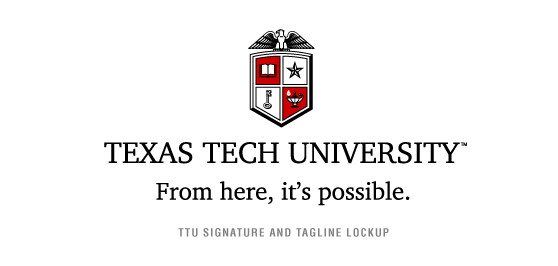 TEXAS TECH UNIVERSITY™
From here, it's possible.
TTU SIGNATURE AND TAGLINE LOCKUP